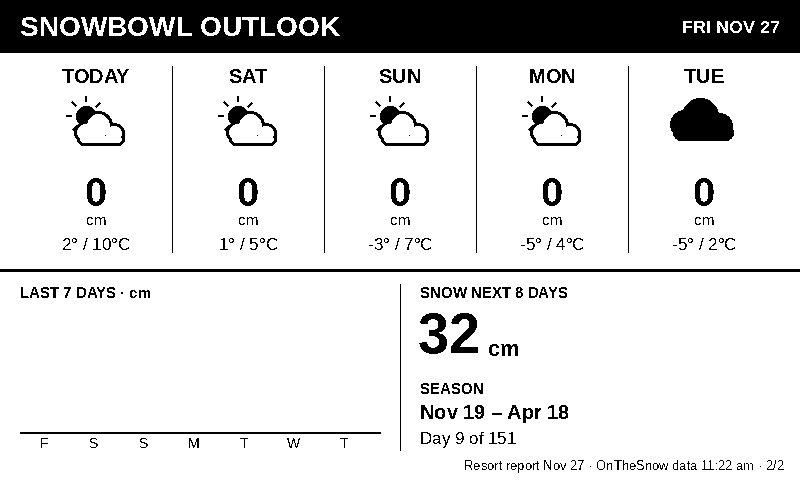 SNOWBOWL OUTLOOK FRI NOV 27
TODAY SAT SUN MON TUE
0 0 0 0 0
cm cm cm cm cm
2° / 10°C 1° / 5°C -3° / 7°C -5° / 4°C -5° / 2°C
LAST 7 DAYS · cm
F S S M T W T
SNOW NEXT 8 DAYS
32 cm
SEASON
Nov 19 – Apr 18
Day 9 of 151
Resort report Nov 27 · OnTheSnow data 11:22 am · 2/2